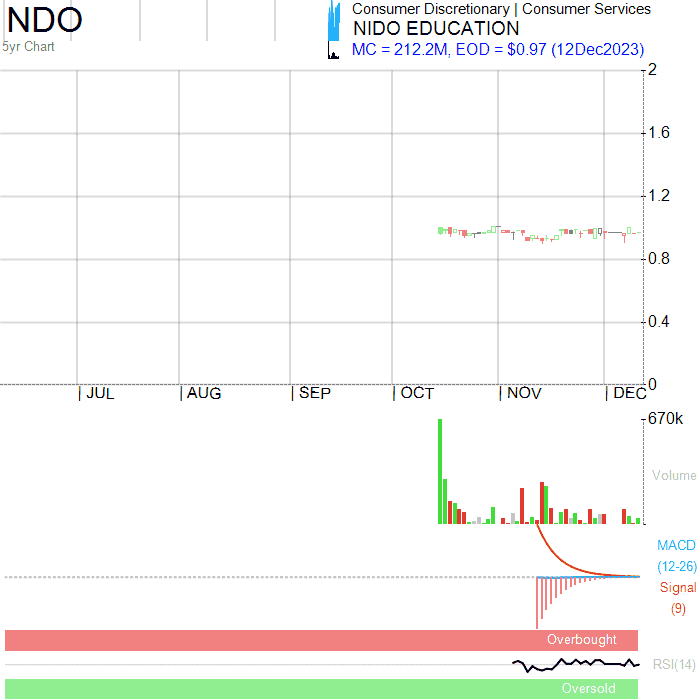 NDO
5yr Chart
Consumer Discretionary | Consumer Services
NIDO EDUCATION
MC = 212.2M, EOD = $0.97 (12Dec2023)
2
1.6
1.2
0.8
0.4
0
| JUL | AUG | SEP | OCT | NOV | DEC
670k
Volume
MACD
(12-26)
Signal
(9)
Overbought
RSI(14)
Oversold